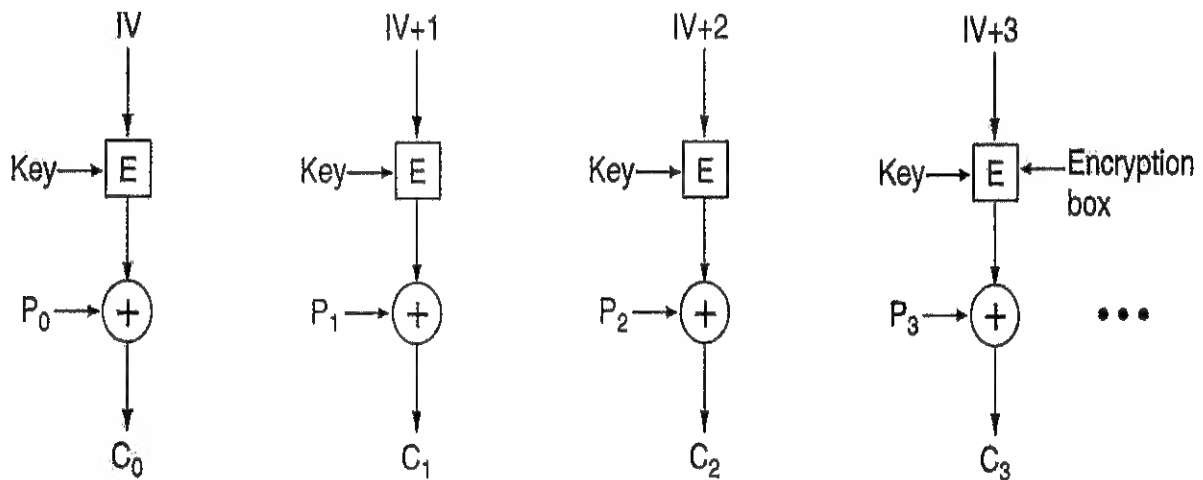 IV IV+1 IV+2 IV+3
Key E Key E Key E Key E Encryption
box
P₀ + P₁ + P₂ + P₃ + •••
C₀ C₁ C₂ C₃